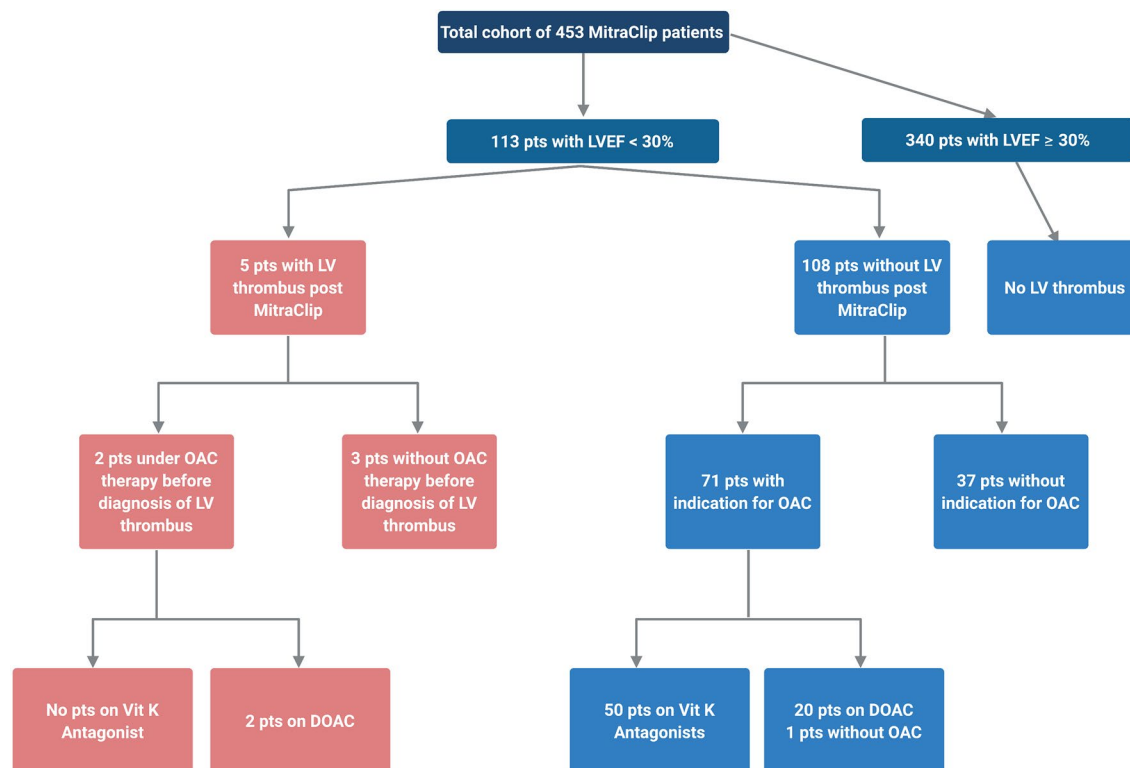 Total cohort of 453 MitraClip patients
113 pts with LVEF < 30%
340 pts with LVEF ≥ 30%
5 pts with LV
thrombus post
MitraClip
108 pts without LV
thrombus post
MitraClip
No LV thrombus
2 pts under OAC
therapy before
diagnosis of LV
thrombus
3 pts without OAC
therapy before
diagnosis of LV
thrombus
71 pts with
indication for OAC
37 pts without
indication for OAC
No pts on Vit K
Antagonist
2 pts on DOAC
50 pts on Vit K
Antagonists
20 pts on DOAC
1 pts without OAC